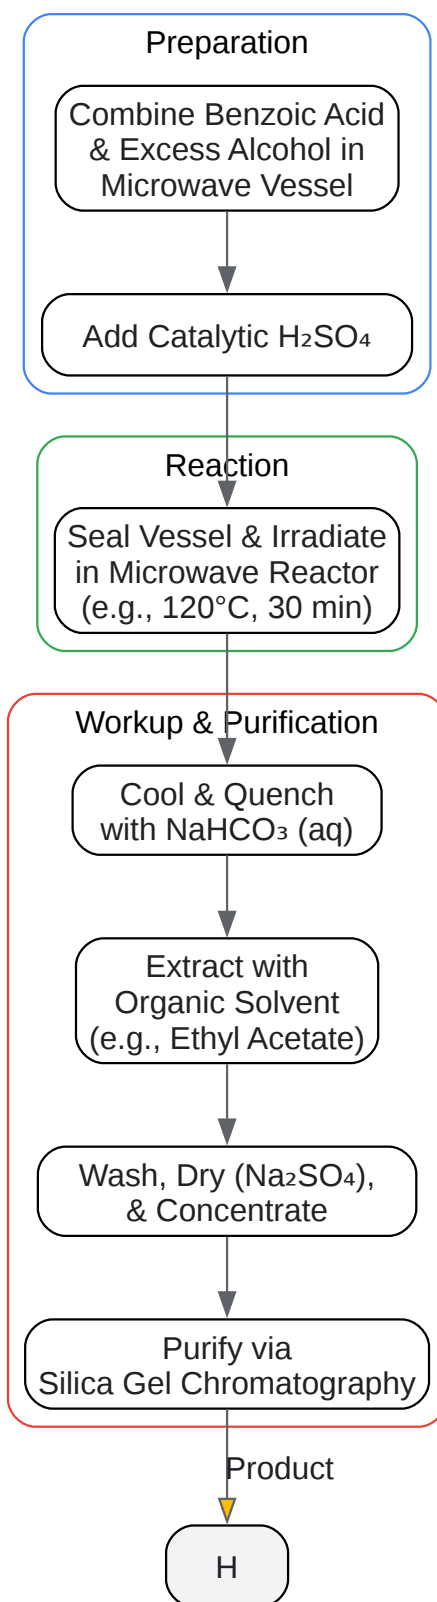 Preparation
Combine Benzoic Acid
& Excess Alcohol in
Microwave Vessel
Add Catalytic H₂SO₄
Reaction
Seal Vessel & Irradiate
in Microwave Reactor
(e.g., 120°C, 30 min)
Workup & Purification
Cool & Quench
with NaHCO₃ (aq)
Extract with
Organic Solvent
(e.g., Ethyl Acetate)
Wash, Dry (Na₂SO₄),
& Concentrate
Purify via
Silica Gel Chromatography
Product
H